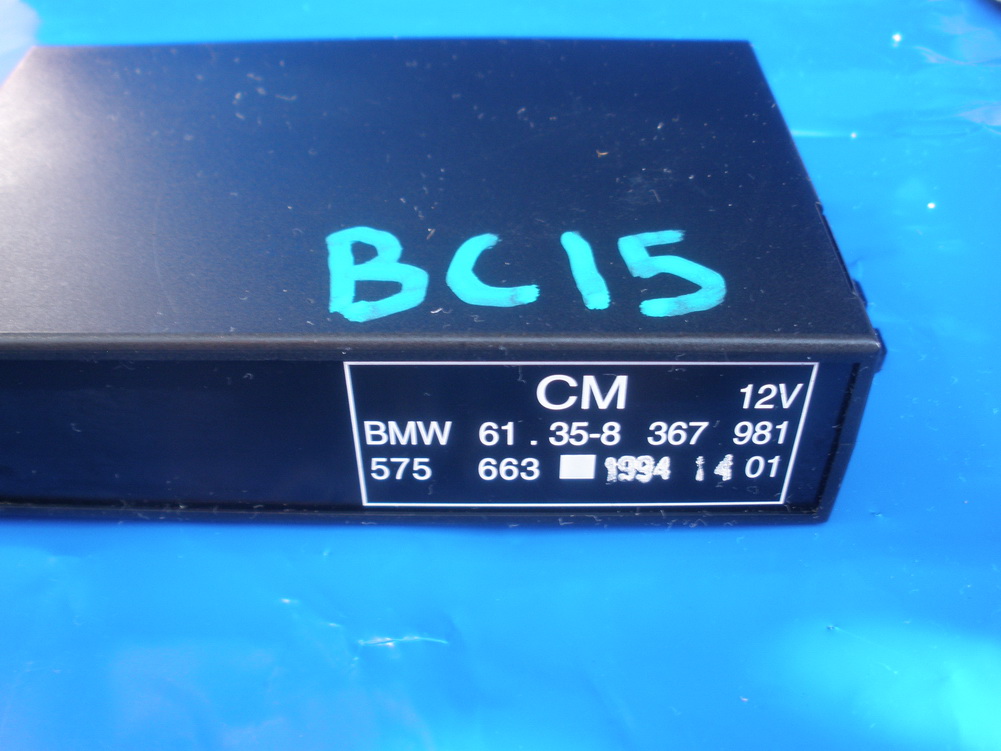 BC15
CM 12V
BMW 61 . 35-8 367 981
575 663 1994 14 01